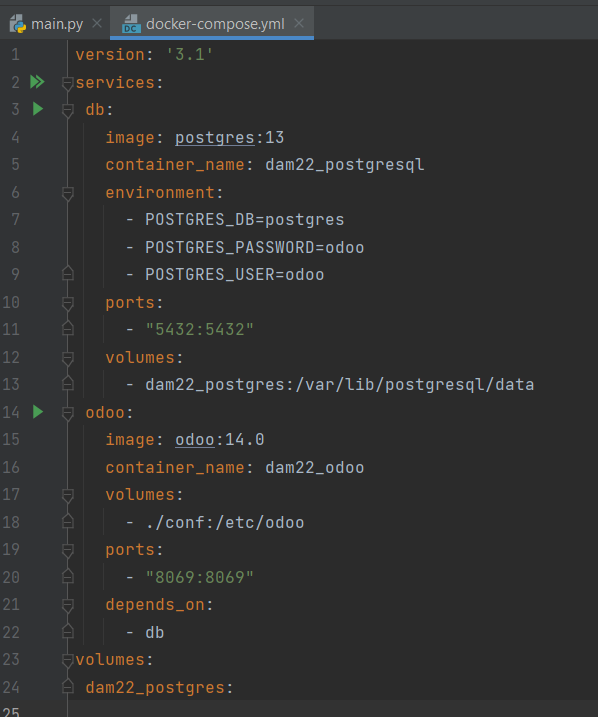 main.py
docker-compose.yml
1 version: '3.1'
2 services:
3  db:
4    image: postgres:13
5    container_name: dam22_postgresql
6    environment:
7      - POSTGRES_DB=postgres
8      - POSTGRES_PASSWORD=odoo
9      - POSTGRES_USER=odoo
10    ports:
11      - "5432:5432"
12    volumes:
13      - dam22_postgres:/var/lib/postgresql/data
14  odoo:
15    image: odoo:14.0
16    container_name: dam22_odoo
17    volumes:
18      - ./conf:/etc/odoo
19    ports:
20      - "8069:8069"
21    depends_on:
22      - db
23 volumes:
24  dam22_postgres:
25